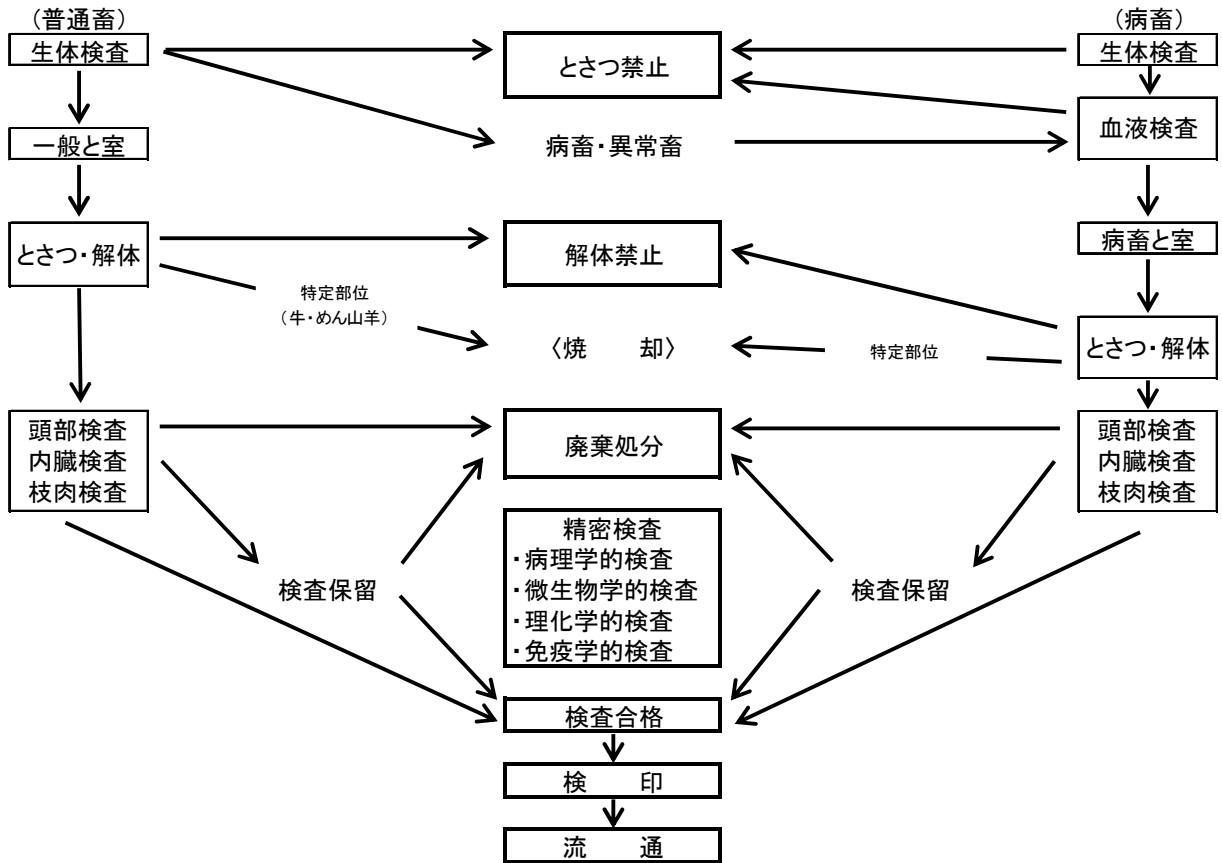 （普通畜）
（病畜）
生体検査
とさつ禁止
生体検査
一般と室
病畜・異常畜
血液検査
とさつ・解体
解体禁止
病畜と室
特定部位
（牛・めん山羊）
〈焼　　却〉
特定部位
とさつ・解体
頭部検査
内臓検査
枝肉検査
廃棄処分
頭部検査
内臓検査
枝肉検査
検査保留
精密検査
・病理学的検査
・微生物学的検査
・理化学的検査
・免疫学的検査
検査保留
検査合格
検　　印
流　　通